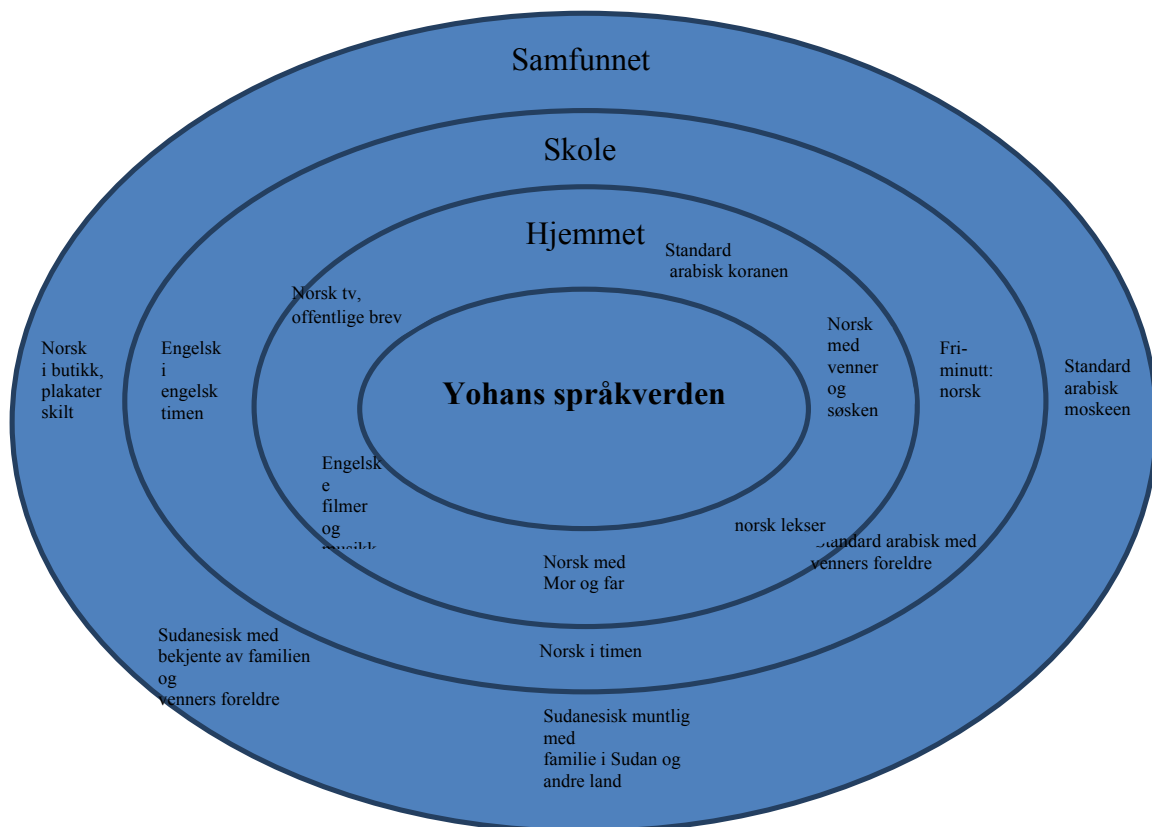 Samfunnet
Skole
Hjemmet
Standard
arabisk koranen
Norsk tv,
offentlige brev
Norsk
i butikk,
plakater
skilt
Engelsk
i
engelsk
timen
Yohans språkverden
Norsk
med
venner
og
søsken
Fri-
minutt:
norsk
Standard
arabisk
moskeen
Engelsk
e
filmer
og
musikk
norsk lekser
Standard arabisk med
venners foreldre
Norsk med
Mor og far
Norsk i timen
Sudanesisk med
bekjente av familien
og
venners foreldre
Sudanesisk muntlig
med
familie i Sudan og
andre land